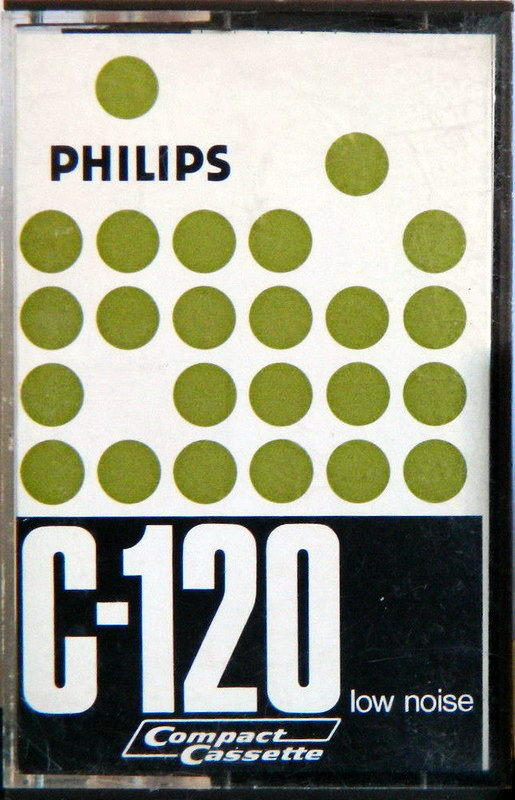 PHILIPS
C-120
low noise
Compact
Cassette